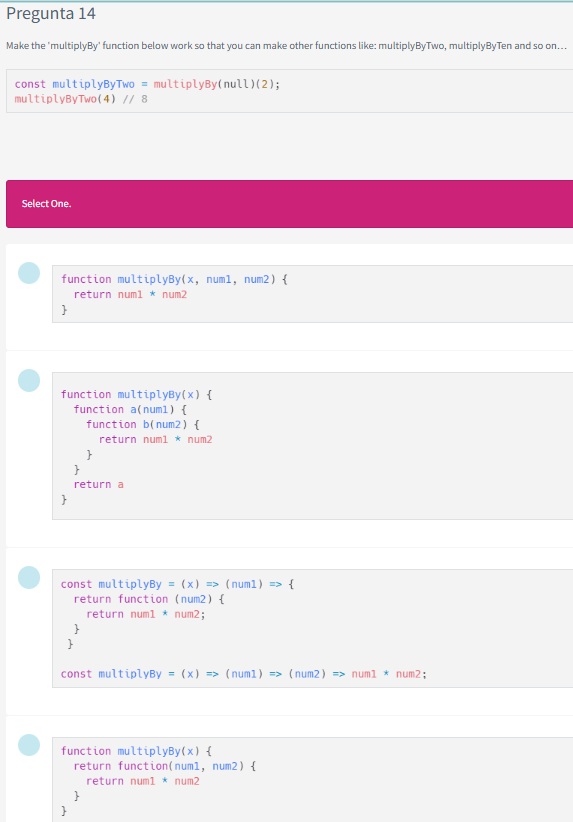 Pregunta 14
Make the 'multiplyBy' function below work so that you can make other functions like: multiplyByTwo, multiplyByTen and so on...
const multiplyByTwo = multiplyBy(null)(2);
multiplyByTwo(4) // 8
Select One.
function multiplyBy(x, num1, num2) {
  return num1 * num2
}
function multiplyBy(x) {
  function a(num1) {
    function b(num2) {
      return num1 * num2
    }
  }
  return a
}
const multiplyBy = (x) => (num1) => {
  return function (num2) {
    return num1 * num2;
  }
 }
const multiplyBy = (x) => (num1) => (num2) => num1 * num2;
function multiplyBy(x) {
  return function(num1, num2) {
    return num1 * num2
  }
}